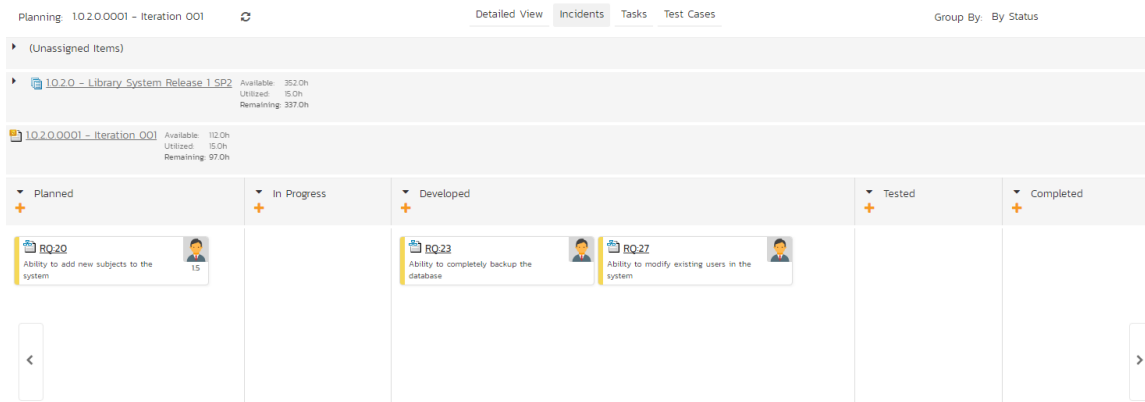 Planning: 1.0.2.0.0001 - Iteration 001
Detailed View Incidents Tasks Test Cases
Group By: By Status
(Unassigned Items)
1.0.2.0 - Library System Release 1 SP2
Available: 352.0h
Utilized: 15.0h
Remaining: 337.0h
1.0.2.0.0001 - Iteration 001
Available: 112.0h
Utilized: 15.0h
Remaining: 97.0h
Planned
In Progress
Developed
Tested
Completed
RQ:20
Ability to add new subjects to the
system
1.5
RQ:23
Ability to completely backup the
database
RQ:27
Ability to modify existing users in the
system